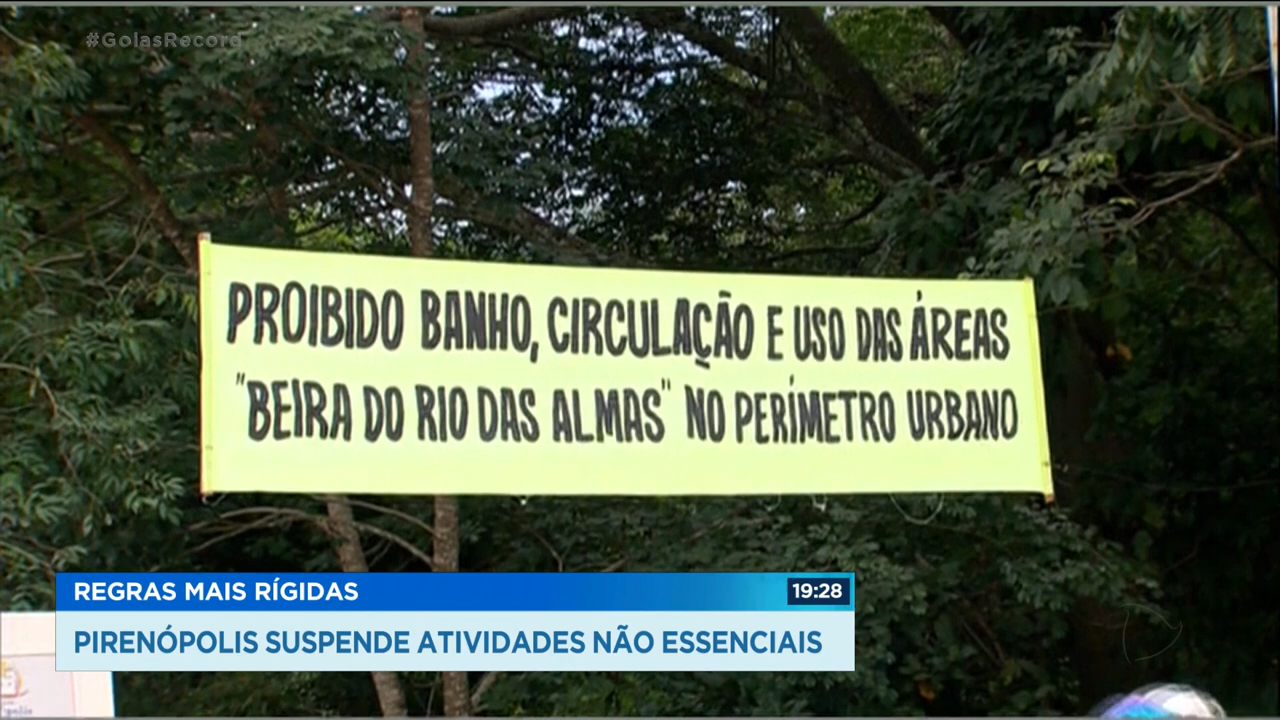 #GoiasRecord
PROIBIDO BANHO, CIRCULAÇÃO E USO DAS ÁREAS
"BEIRA DO RIO DAS ALMAS" NO PERÍMETRO URBANO
REGRAS MAIS RÍGIDAS
19:28
PIRENÓPOLIS SUSPENDE ATIVIDADES NÃO ESSENCIAIS